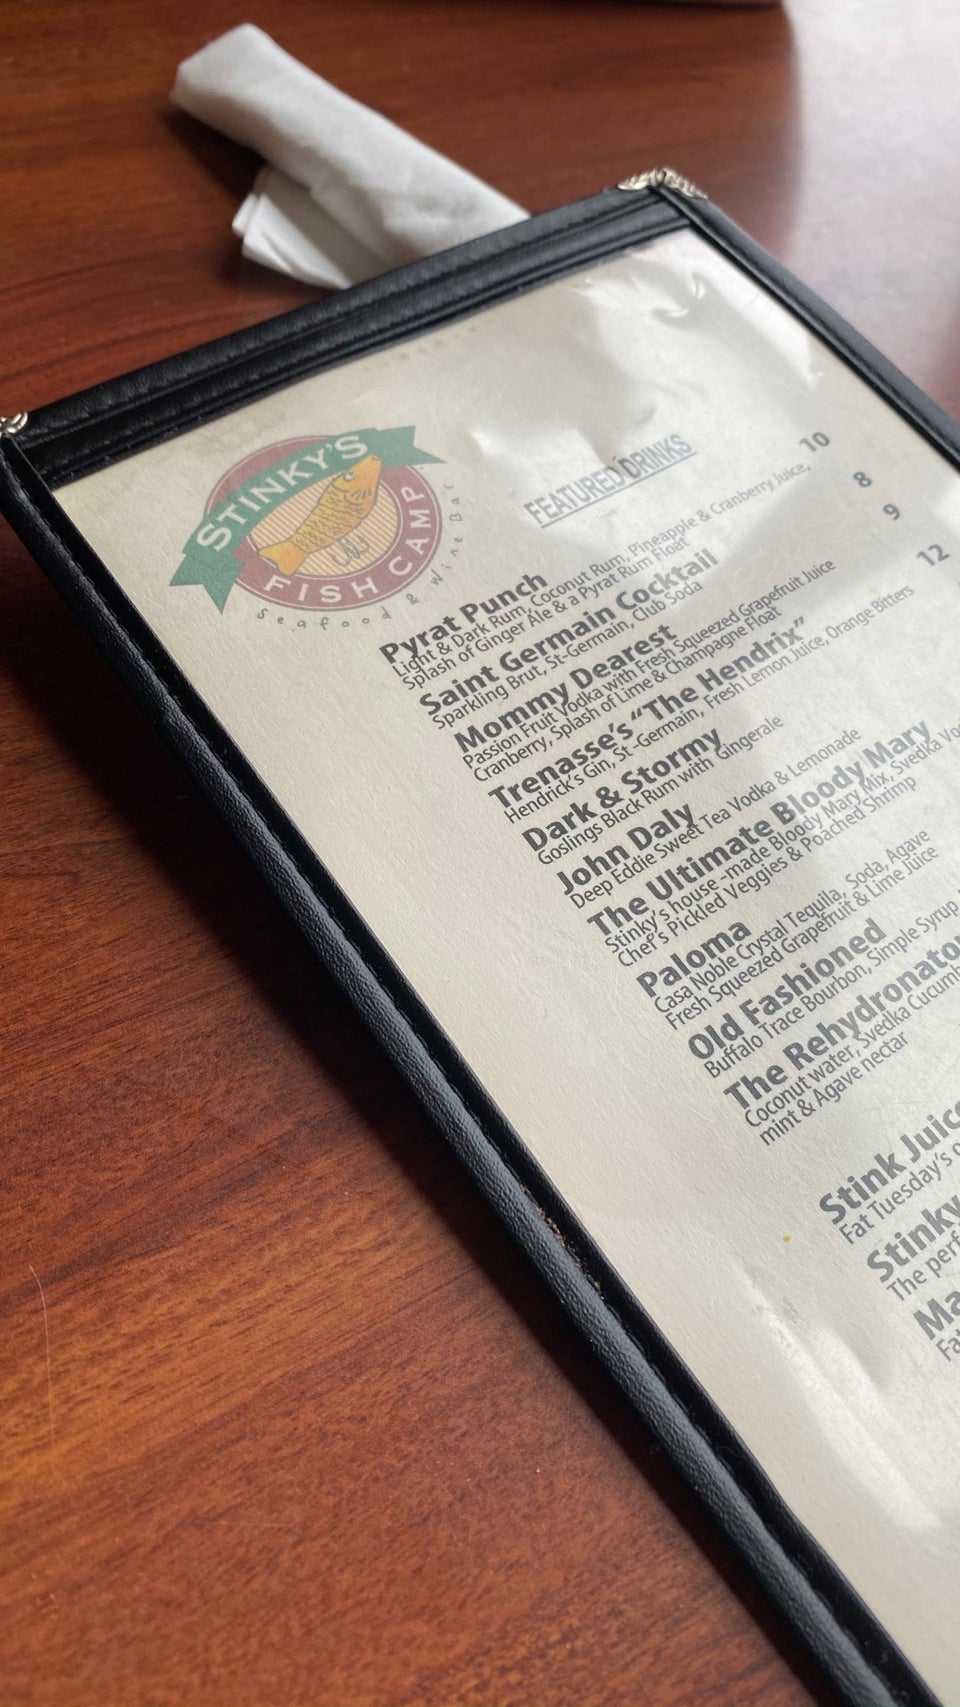 STINKY'S
FISH CAMP
Seafood & Wine Bar
FEATURED DRINKS
Pyrat Punch 10
Light & Dark Rum, Coconut Rum, Pineapple & Cranberry Juice,
Splash of Ginger Ale & a Pyrat Rum Float
Saint Germain Cocktail 8
Sparkling Brut, St-Germain, Club Soda
Mommy Dearest 9
Passion Fruit Vodka with Fresh Squeezed Grapefruit Juice
Cranberry, Splash of Lime & Champagne Float
Trenasse's “The Hendrix” 12
Hendrick's Gin, St-Germain, Fresh Lemon Juice, Orange Bitters
Dark & Stormy
Goslings Black Rum with Gingerale
John Daly
Deep Eddie Sweet Tea Vodka & Lemonade
The Ultimate Bloody Mary
Stinky's house-made Bloody Mary Mix, Svedka Vo
Chef's Pickled Veggies & Poached Shrimp
Paloma
Casa Noble Crystal Tequila, Soda, Agave
Fresh Squeezed Grapefruit & Lime Juice
Old Fashioned
Buffalo Trace Bourbon, Simple Syrup
The Rehydronator
Coconut water, Svedka Cucumb
mint & Agave nectar
Stink Juic
Fat Tuesday's
Stinky
The perf
Ma
Fa